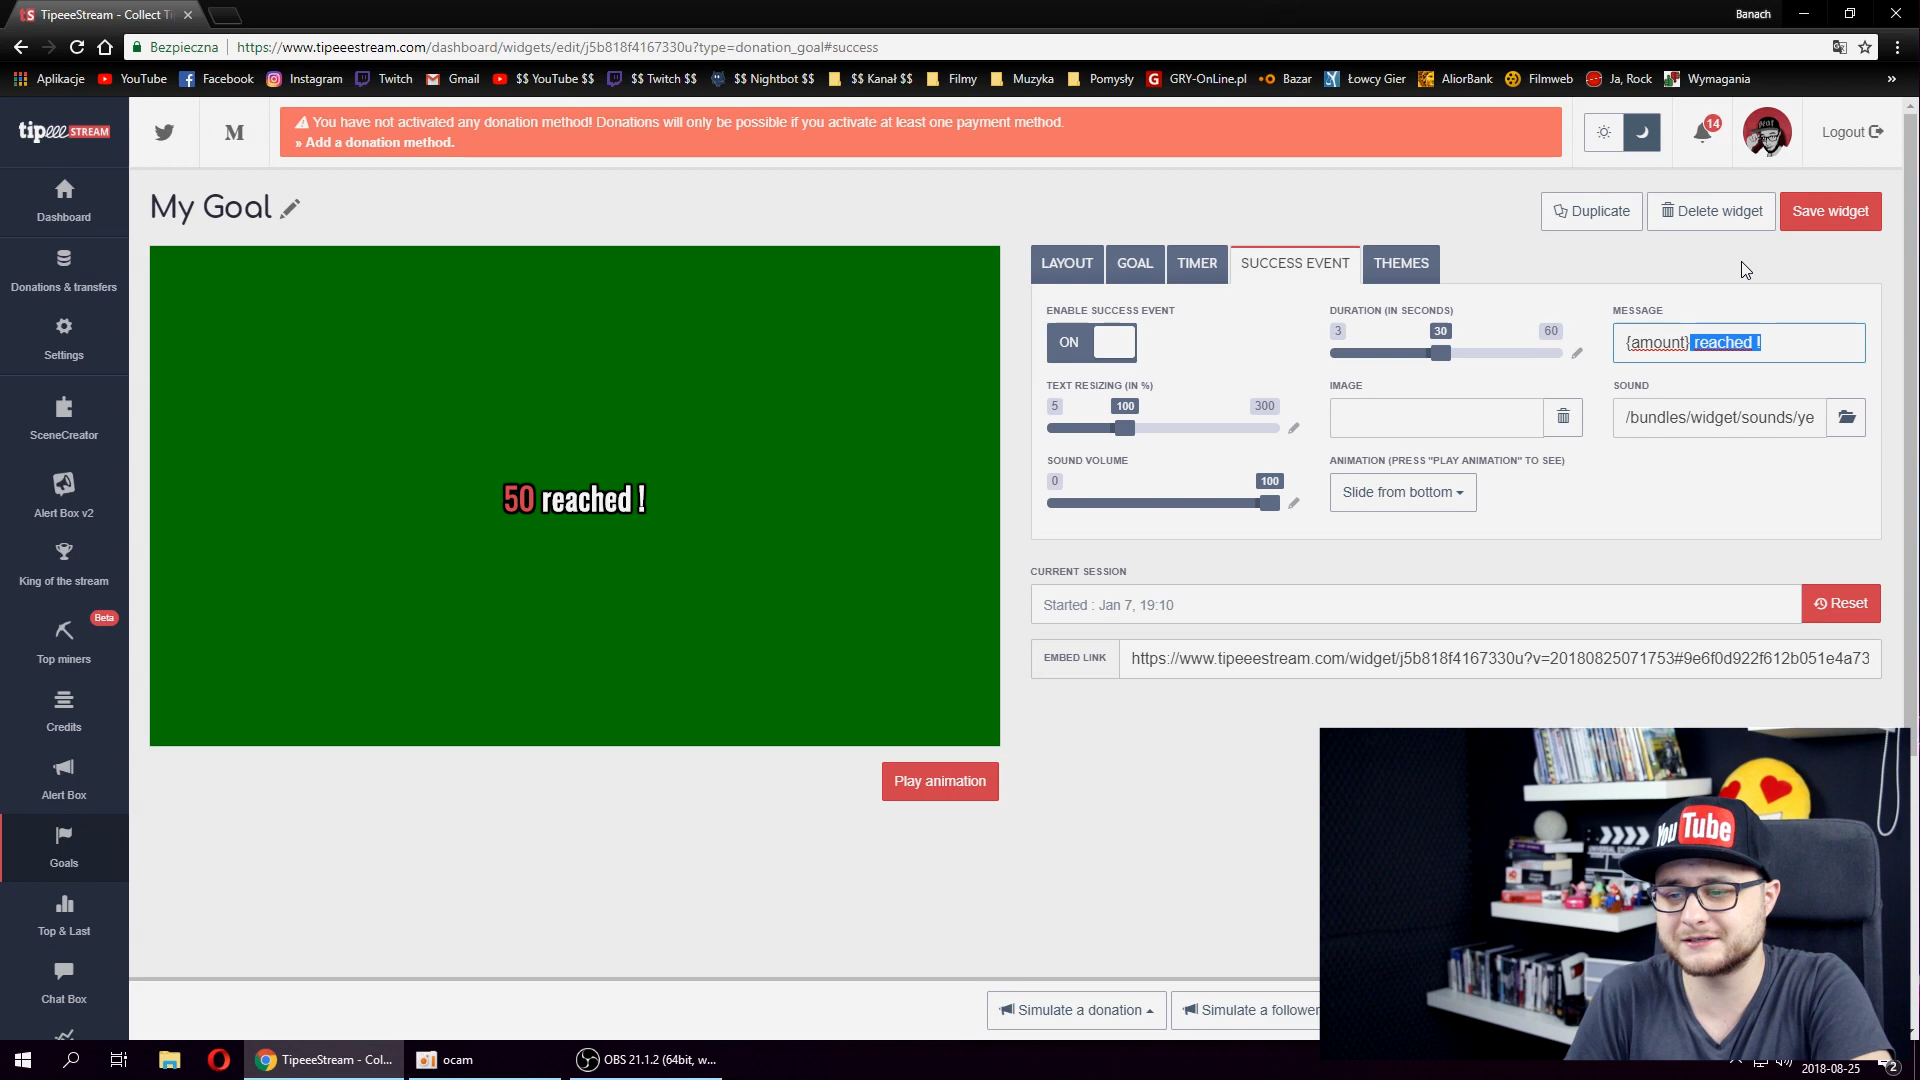 TipeeeStream - Collect Ti
Banach
Bezpieczna
https://www.tipeeestream.com/dashboard/widgets/edit/j5b818f4167330u?type=donation_goal#success
Aplikacje YouTube Facebook Instagram Twitch Gmail $$ YouTube $$ $$ Twitch $$ $$ Nightbot $$ $$ Kanał $$ Filmy Muzyka Pomysły GRY-OnLine.pl Bazar Łowcy Gier AliorBank Filmweb Ja, Rock Wymagania »
tipeee STREAM
M
You have not activated any donation method! Donations will only be possible if you activate at least one payment method.
» Add a donation method.
14
Logout
Dashboard
Donations & transfers
Settings
SceneCreator
Alert Box v2
King of the stream
Beta
Top miners
Credits
Alert Box
Goals
Top & Last
Chat Box
My Goal
Duplicate
Delete widget
Save widget
50 reached !
Play animation
LAYOUT GOAL TIMER SUCCESS EVENT THEMES
ENABLE SUCCESS EVENT
ON
DURATION (IN SECONDS)
3 30 60
MESSAGE
{amount} reached !
TEXT RESIZING (IN %)
5 100 300
IMAGE
SOUND
/bundles/widget/sounds/ye
SOUND VOLUME
0 100
ANIMATION (PRESS "PLAY ANIMATION" TO SEE)
Slide from bottom
CURRENT SESSION
Started : Jan 7, 19:10
Reset
EMBED LINK
https://www.tipeeestream.com/widget/j5b818f4167330u?v=20180825071753#9e6f0d922f612b051e4a73
Simulate a donation
Simulate a follower
YouTube
TipeeeStream - Col...
ocam
OBS 21.1.2 (64bit, w...
2018-08-25
2